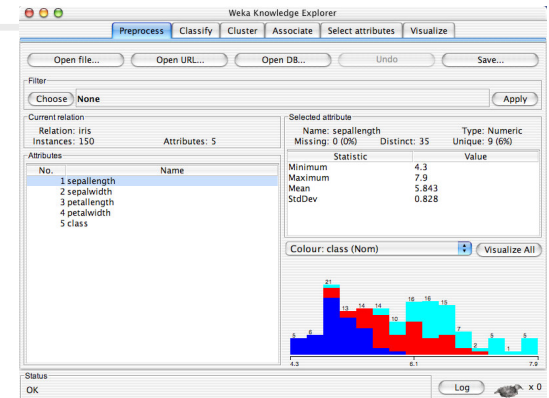 Weka Knowledge Explorer
Preprocess Classify Cluster Associate Select attributes Visualize
Open file... Open URL... Open DB... Undo Save...
Filter
Choose None Apply
Current relation
Relation: iris
Instances: 150 Attributes: 5
Attributes
No. Name
1 sepallength
2 sepalwidth
3 petallength
4 petalwidth
5 class
Selected attribute
Name: sepallength Type: Numeric
Missing: 0 (0%) Distinct: 35 Unique: 9 (6%)
Statistic Value
Minimum 4.3
Maximum 7.9
Mean 5.843
StdDev 0.828
Colour: class (Nom) Visualize All
5 6 21 13 14 14 10 16 16 15 7 2 5 1 5
4.3 6.1 7.9
Status
OK Log x 0